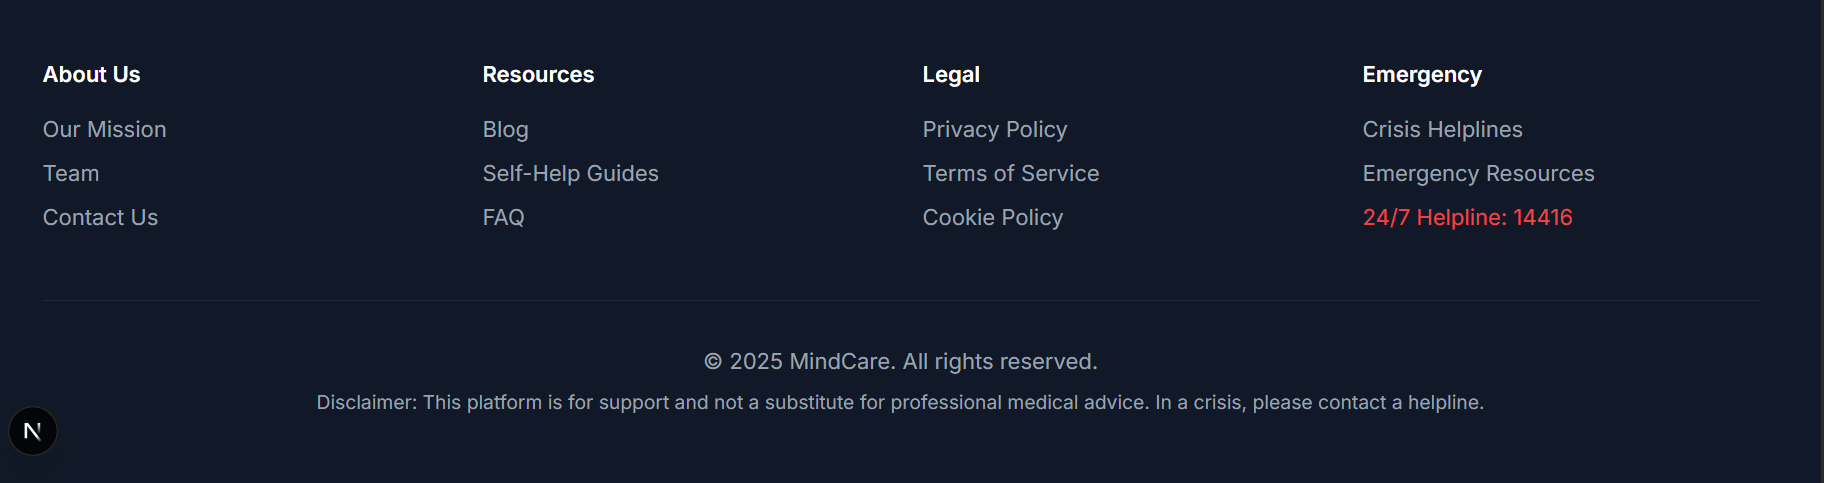 About Us
Our Mission
Team
Contact Us
Resources
Blog
Self-Help Guides
FAQ
Legal
Privacy Policy
Terms of Service
Cookie Policy
Emergency
Crisis Helplines
Emergency Resources
24/7 Helpline: 14416
© 2025 MindCare. All rights reserved.
Disclaimer: This platform is for support and not a substitute for professional medical advice. In a crisis, please contact a helpline.
N